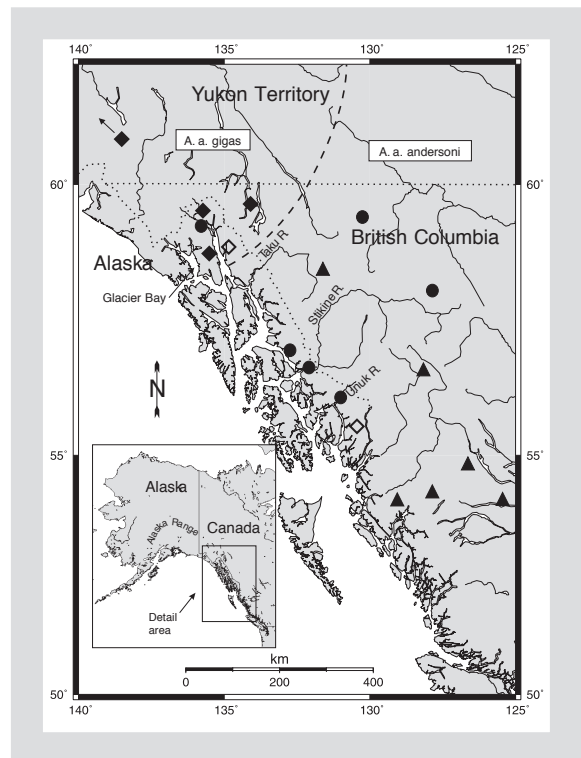 140˚ 135˚ 130˚ 125˚
Yukon Territory
A. a. gigas
A. a. andersoni
60˚ 60˚
British Columbia
Taku R
Alaska
Glacier Bay
Stikine R
Unuk R
N
55˚ 55˚
Alaska
Canada
Alaska Range
Detail
area
km
0 200 400
50˚ 50˚
140˚ 135˚ 130˚ 125˚